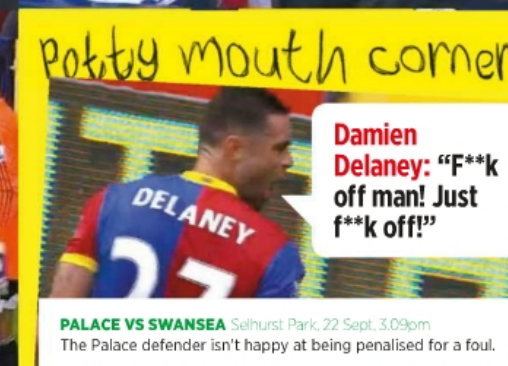 Potty mouth corner
Damien
Delaney: “F**k
off man! Just
f**k off!”
DELANEY
27
PALACE VS SWANSEA Selhurst Park, 22 Sept, 3.09pm
The Palace defender isn't happy at being penalised for a foul.